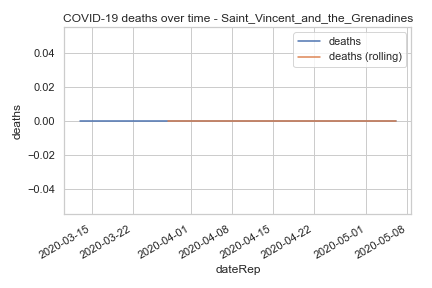 COVID-19 deaths over time - Saint_Vincent_and_the_Grenadines
deaths
deaths (rolling)
deaths
0.04
0.02
0.00
−0.02
−0.04
2020-03-15
2020-03-22
2020-04-01
2020-04-08
2020-04-15
2020-04-22
2020-05-01
2020-05-08
dateRep